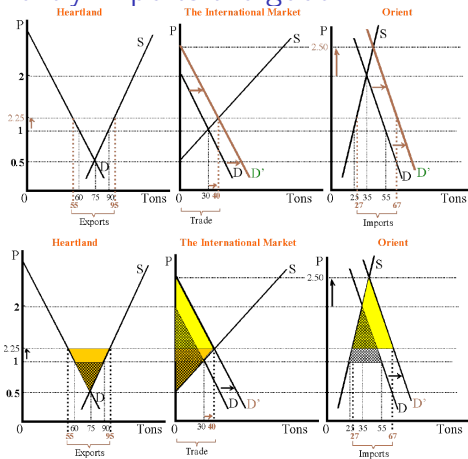 Heartland The International Market Orient
P S P S P S
2.50
2
2.25
1
0.5
D D D' D D'
0 60 75 90 Tons 0 30 Tons 0 25 35 55 Tons
55 95 40 27 67
Exports Trade Imports
Heartland The International Market Orient
P S P S P S
2.50
2
2.25
1
0.5
D D D' D D'
0 60 75 90 Tons 0 30 Tons 0 35 55 Tons
55 95 40 27 67
Exports Trade Imports